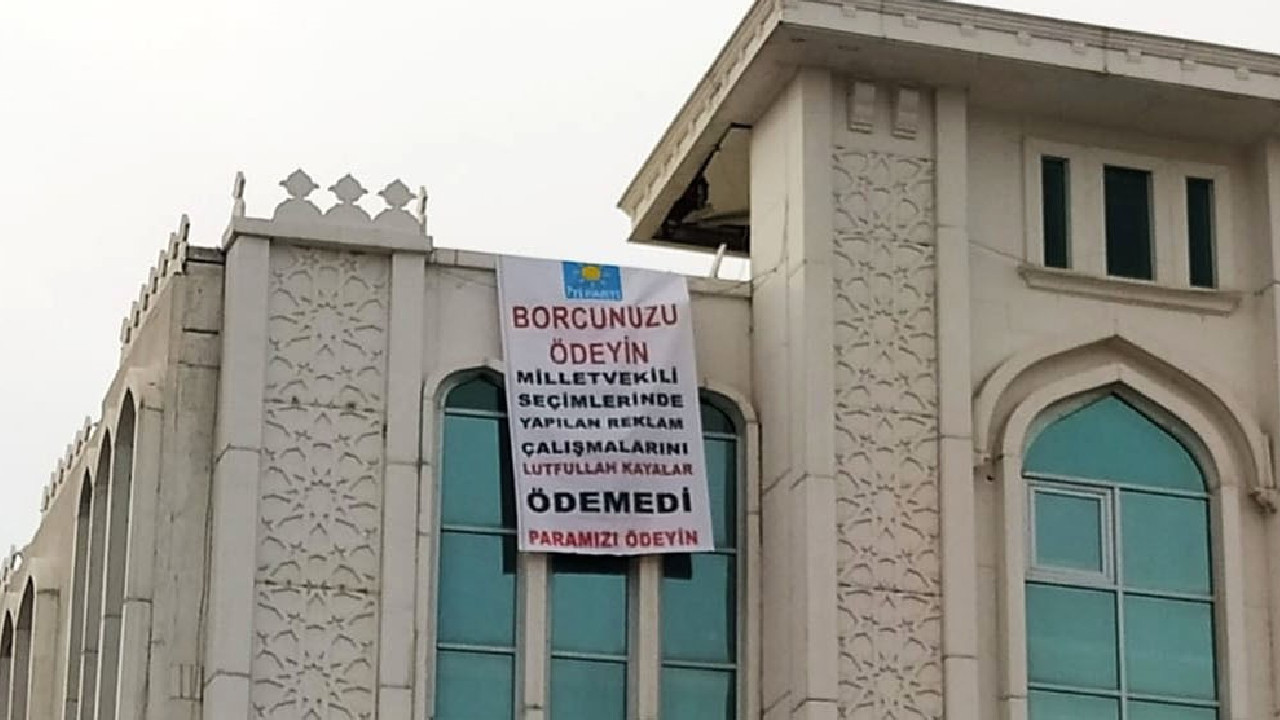 İYİ PARTİ
BORCUNUZU
ÖDEYİN
MİLLETVEKİLİ
SEÇİMLERİNDE
YAPILAN REKLAM
ÇALIŞMALARINI
LUTFULLAH KAYALAR
ÖDEMEDİ
PARAMIZI ÖDEYİN